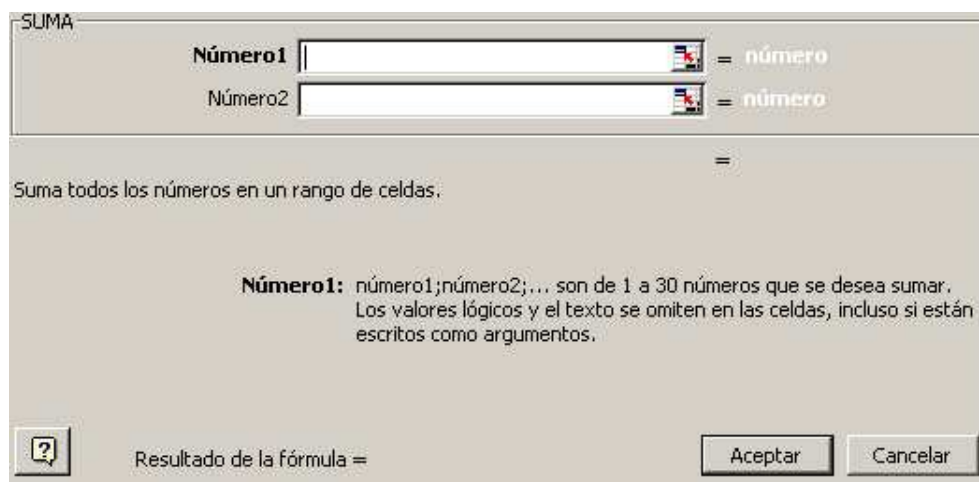 SUMA
Número1 = número
Número2 = número
=
Suma todos los números en un rango de celdas.
Número1: número1;número2;... son de 1 a 30 números que se desea sumar.
Los valores lógicos y el texto se omiten en las celdas, incluso si están
escritos como argumentos.
? Resultado de la fórmula = Aceptar Cancelar